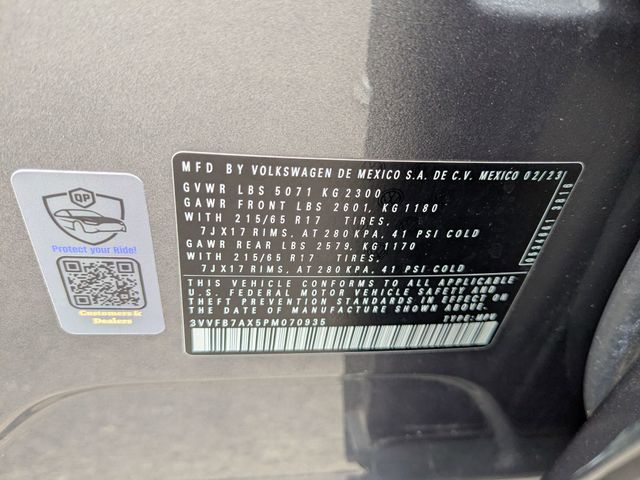 MFD BY VOLKSWAGEN DE MEXICO S.A. DE C.V. MEXICO 02/23
GVWR LBS 5071 KG 2300
GAWR FRONT LBS 2601, KG 1180
WITH 215/65 R17 TIRES,
7JX17 RIMS, AT 280 KPA, 41 PSI COLD
GAWR REAR LBS 2579, KG 1170
WITH 215/65 R17 TIRES,
7JX17 RIMS, AT 280 KPA, 41 PSI COLD
THIS VEHICLE CONFORMS TO ALL APPLICABLE
U.S. FEDERAL MOTOR VEHICLE SAFETY AND
THEFT PREVENTION STANDARDS IN EFFECT ON
THE DATE OF MANUFACTURE SHOWN ABOVE.
3VVFB7AX5PM070935
TYPE: MPV
QP
Protect your Ride!
Customers &
Dealers